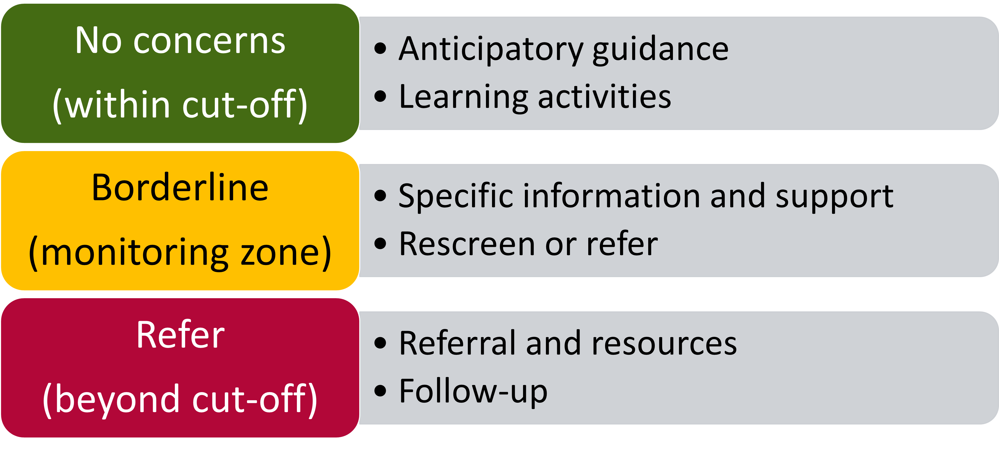 No concerns
(within cut-off)
• Anticipatory guidance
• Learning activities
Borderline
(monitoring zone)
• Specific information and support
• Rescreen or refer
Refer
(beyond cut-off)
• Referral and resources
• Follow-up